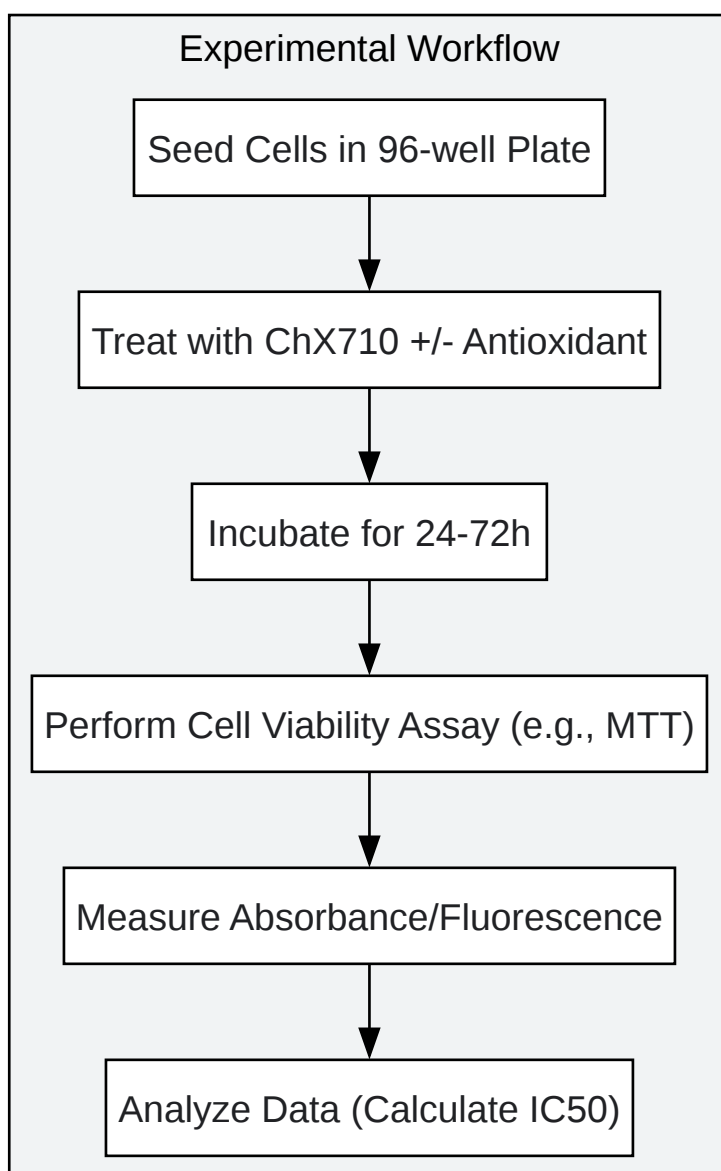 Experimental Workflow
Seed Cells in 96-well Plate
Treat with ChX710 +/- Antioxidant
Incubate for 24-72h
Perform Cell Viability Assay (e.g., MTT)
Measure Absorbance/Fluorescence
Analyze Data (Calculate IC50)